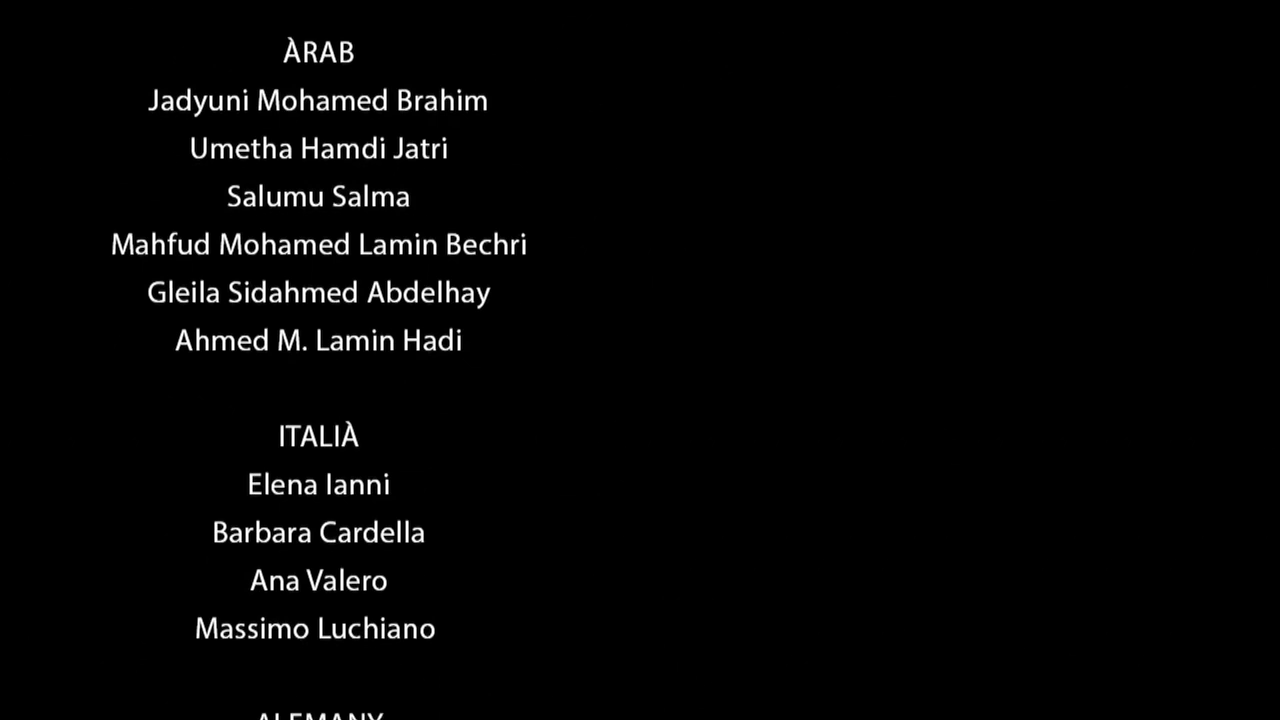 ÀRAB
Jadyuni Mohamed Brahim
Umetha Hamdi Jatri
Salumu Salma
Mahfud Mohamed Lamin Bechri
Gleila Sidahmed Abdelhay
Ahmed M. Lamin Hadi
ITALIÀ
Elena Ianni
Barbara Cardella
Ana Valero
Massimo Luchiano
ALEMANY